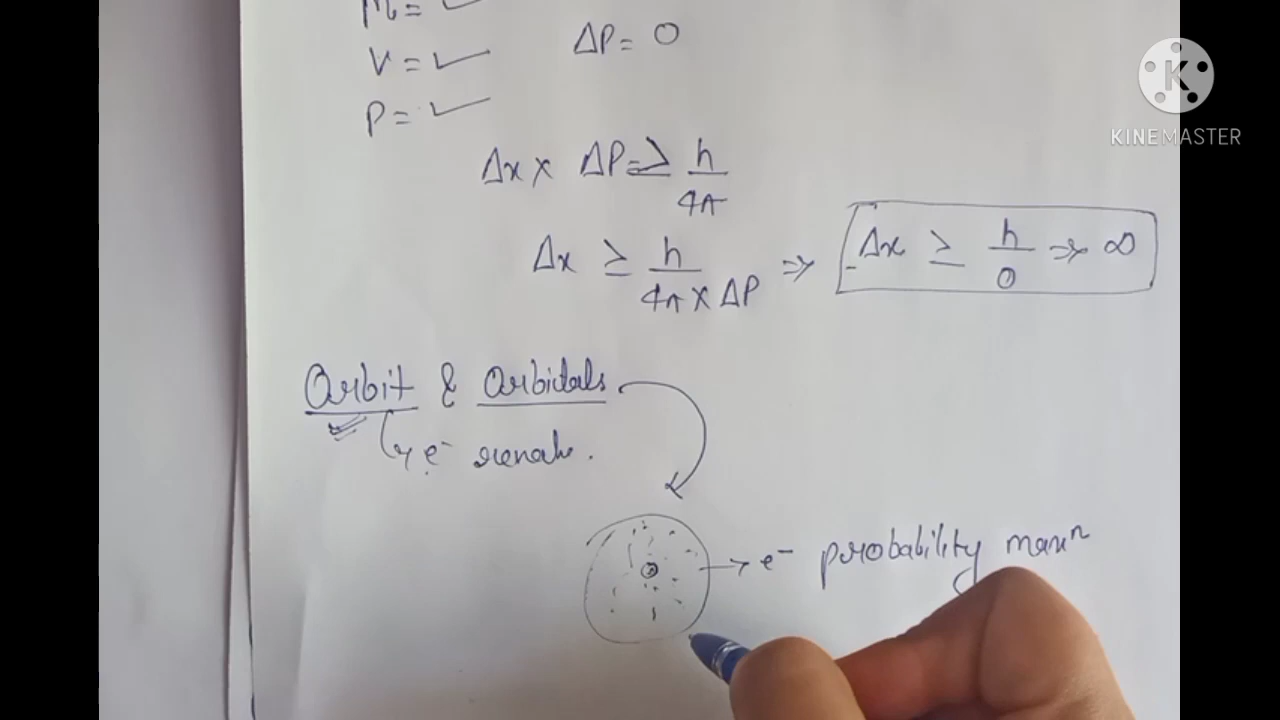 M = ✓
V = ✓
ΔP = 0
P = ✓
Δx × ΔP = ≥ h/4π
Δx ≥ h/4π × ΔP ⇒ Δx ≥ h/0 ⇒ ∞
Orbit & Orbitals
e⁻
e⁻ probability maxⁿ
K
KINEMASTER